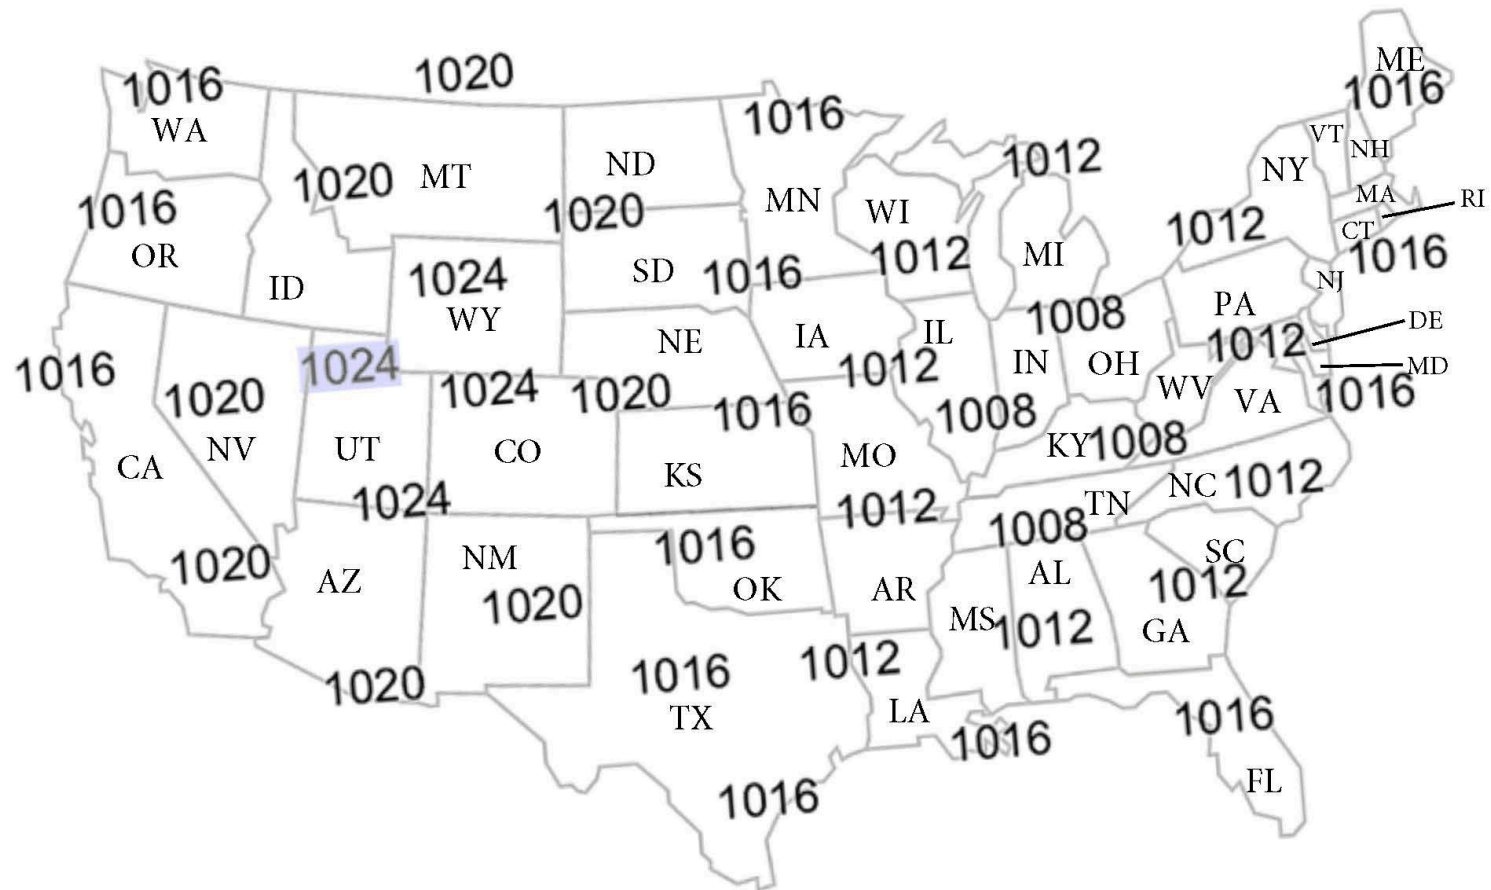 ME
1020
1016
1016
1016
WA
VT
NH
1012
ND
NY
MT
1020
MA
RI
MN
WI
1016
1020
1012
CT
OR
MI
1012
1016
SD
1016
1024
ID
NJ
PA
1008
WY
DE
IL
IA
NE
1012
IN
OH
MD
1024
1016
1012
WV
1024
1020
1016
1020
VA
1016
1008
KY
1008
NV
UT
CO
MO
CA
KS
NC
1012
1024
TN
1012
1008
1016
SC
NM
1020
AL
AZ
OK
AR
1012
1020
MS
1012
GA
1012
1016
1020
TX
LA
1016
1016
FL
1016